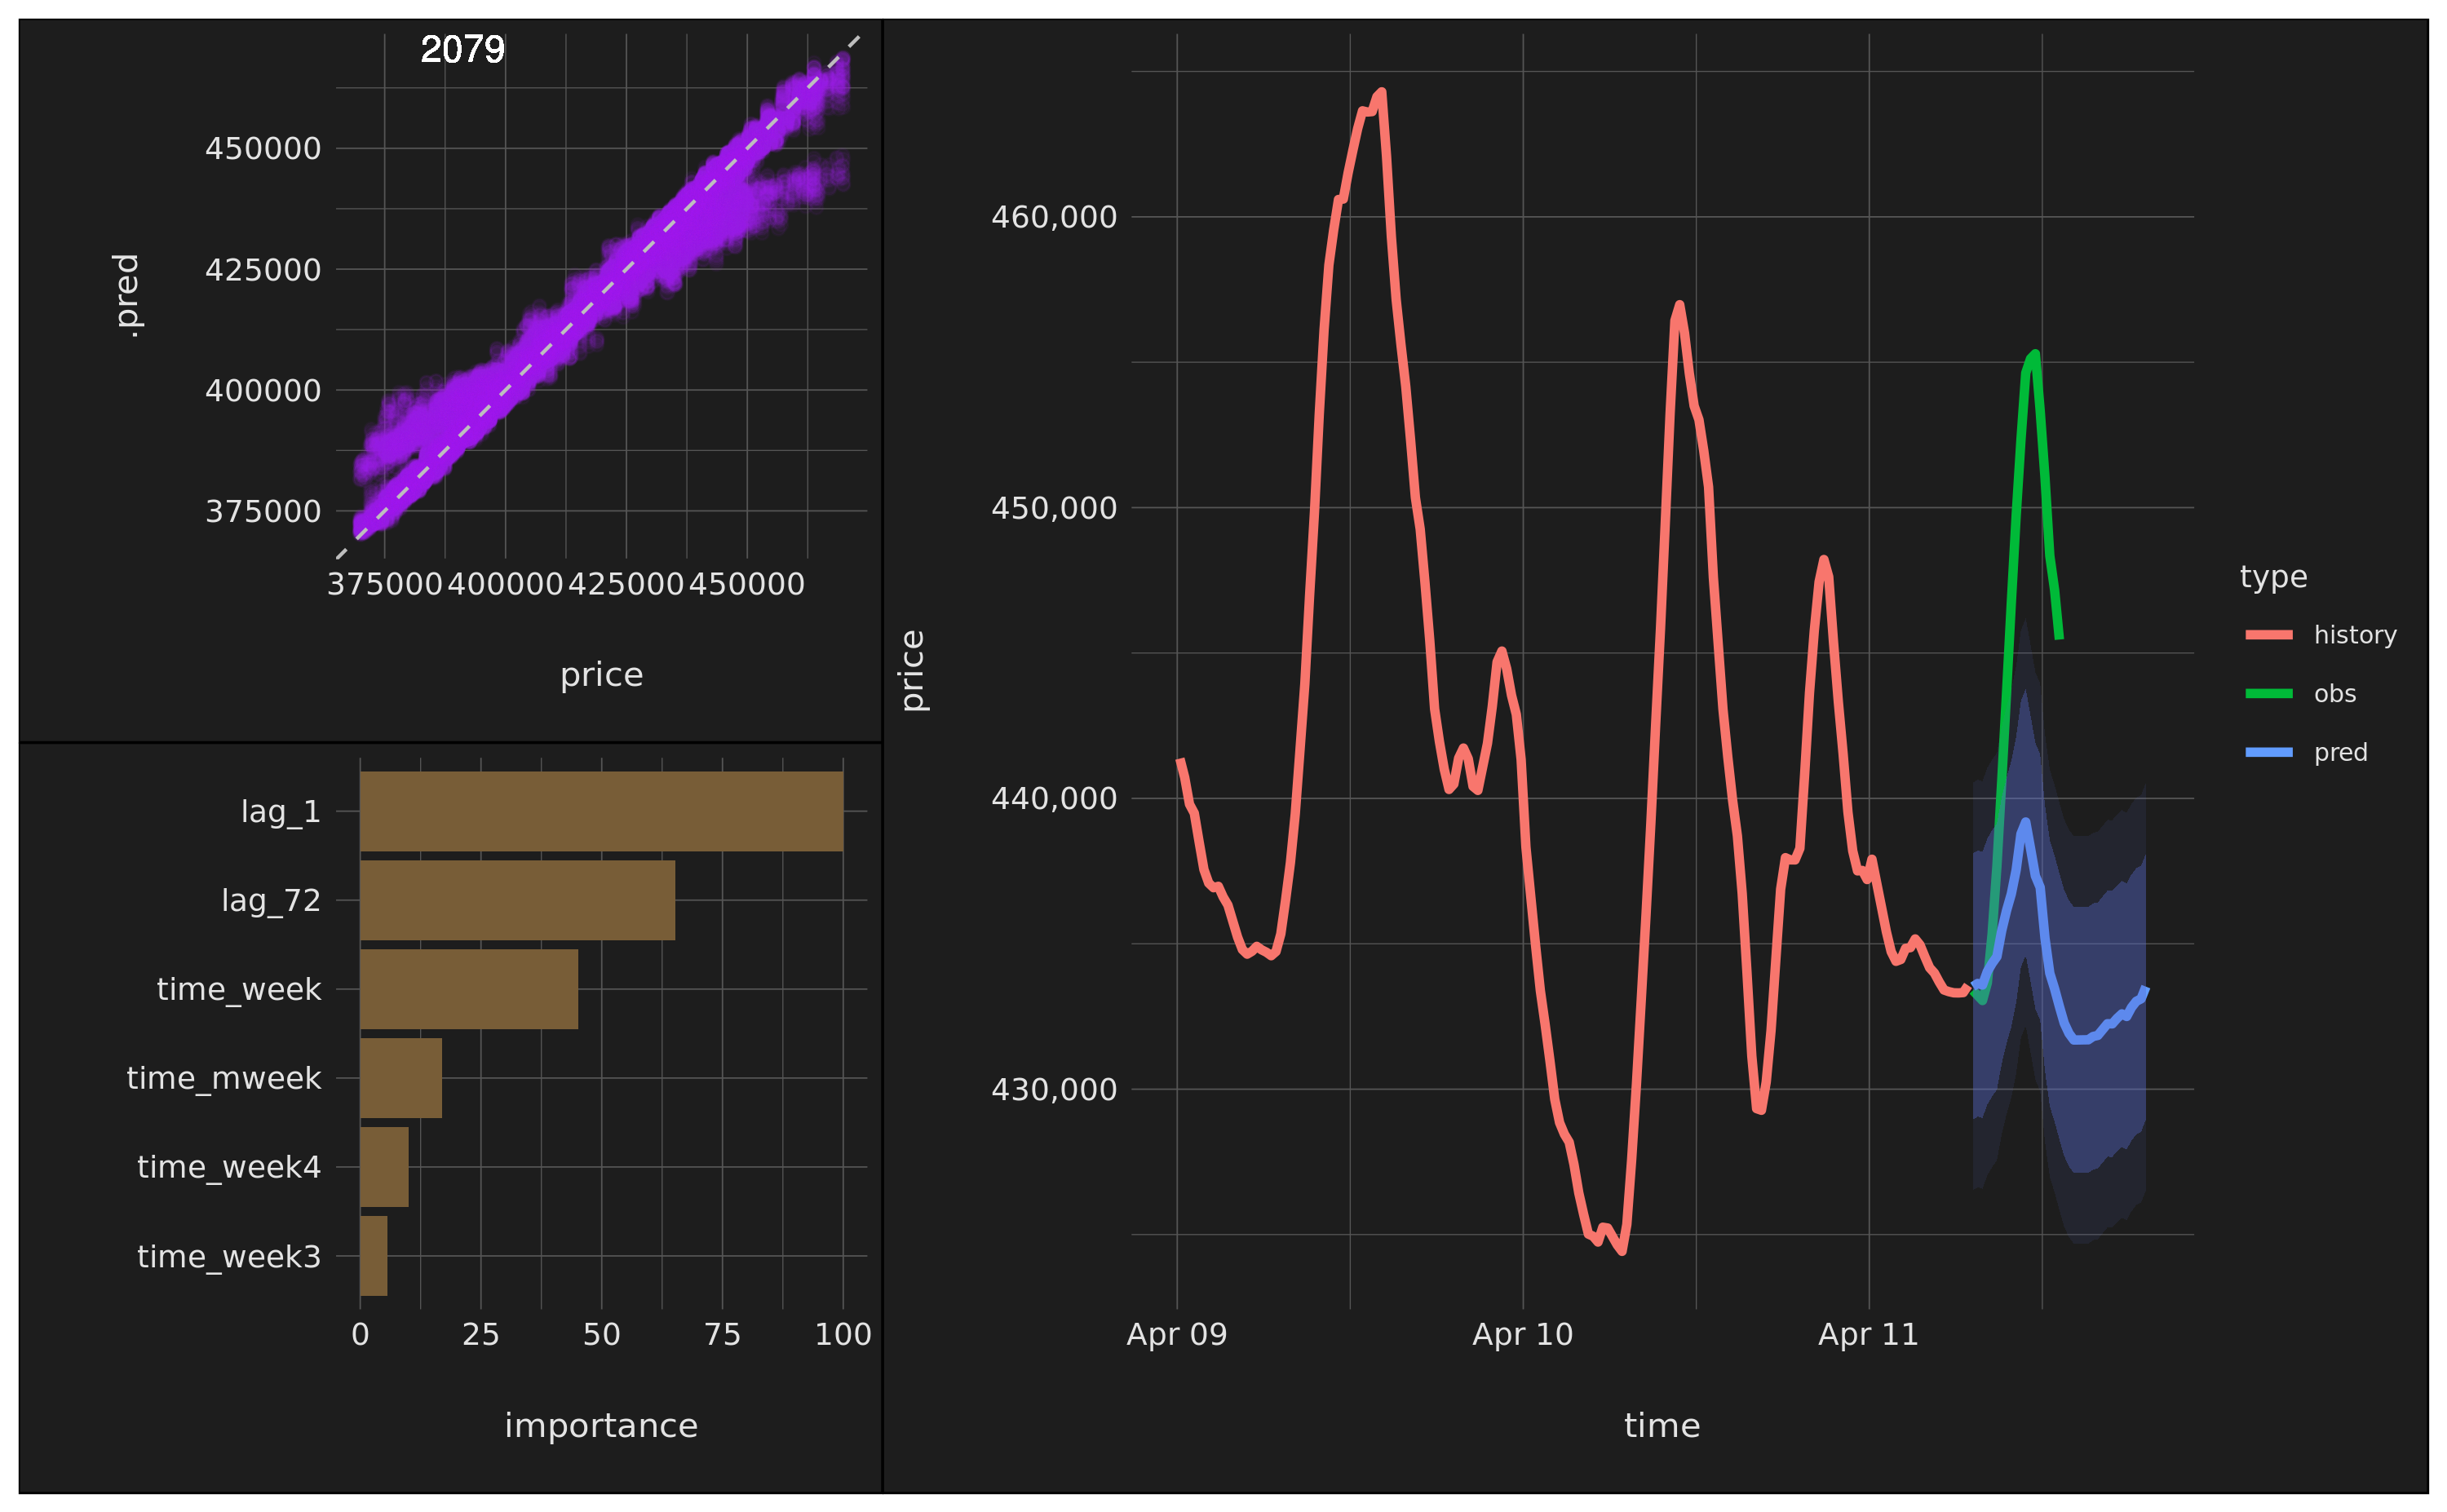 2079
450000
425000
400000
375000
.pred
375000 400000 425000 450000
price
lag_1
lag_72
time_week
time_mweek
time_week4
time_week3
0 25 50 75 100
importance
460,000
450,000
440,000
430,000
price
Apr 09 Apr 10 Apr 11
time
type
history
obs
pred